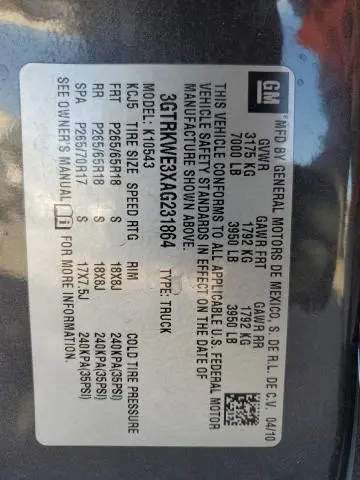 GM
MFD BY GENERAL MOTORS DE MEXICO, S. DE R.L. DE C.V. 04/10
GVWR GAWR FRT GAWR RR
3175 KG 1792 KG 1792 KG
7000 LB 3950 LB 3950 LB
THIS VEHICLE CONFORMS TO ALL APPLICABLE U.S. FEDERAL MOTOR
VEHICLE SAFETY STANDARDS IN EFFECT ON THE DATE OF
MANUFACTURE SHOWN ABOVE.
3GTRKWE3XAG231864 TYPE: TRUCK
MODEL: K10543
KCJ5 TIRE SIZE SPEED RTG RIM COLD TIRE PRESSURE
FRT P265/65R18 S 18X8J 240KPA(35PSI)
RR P265/65R18 S 18X8J 240KPA(35PSI)
SPA P265/70R17 S 17X7.5J 240KPA(35PSI)
SEE OWNER'S MANUAL